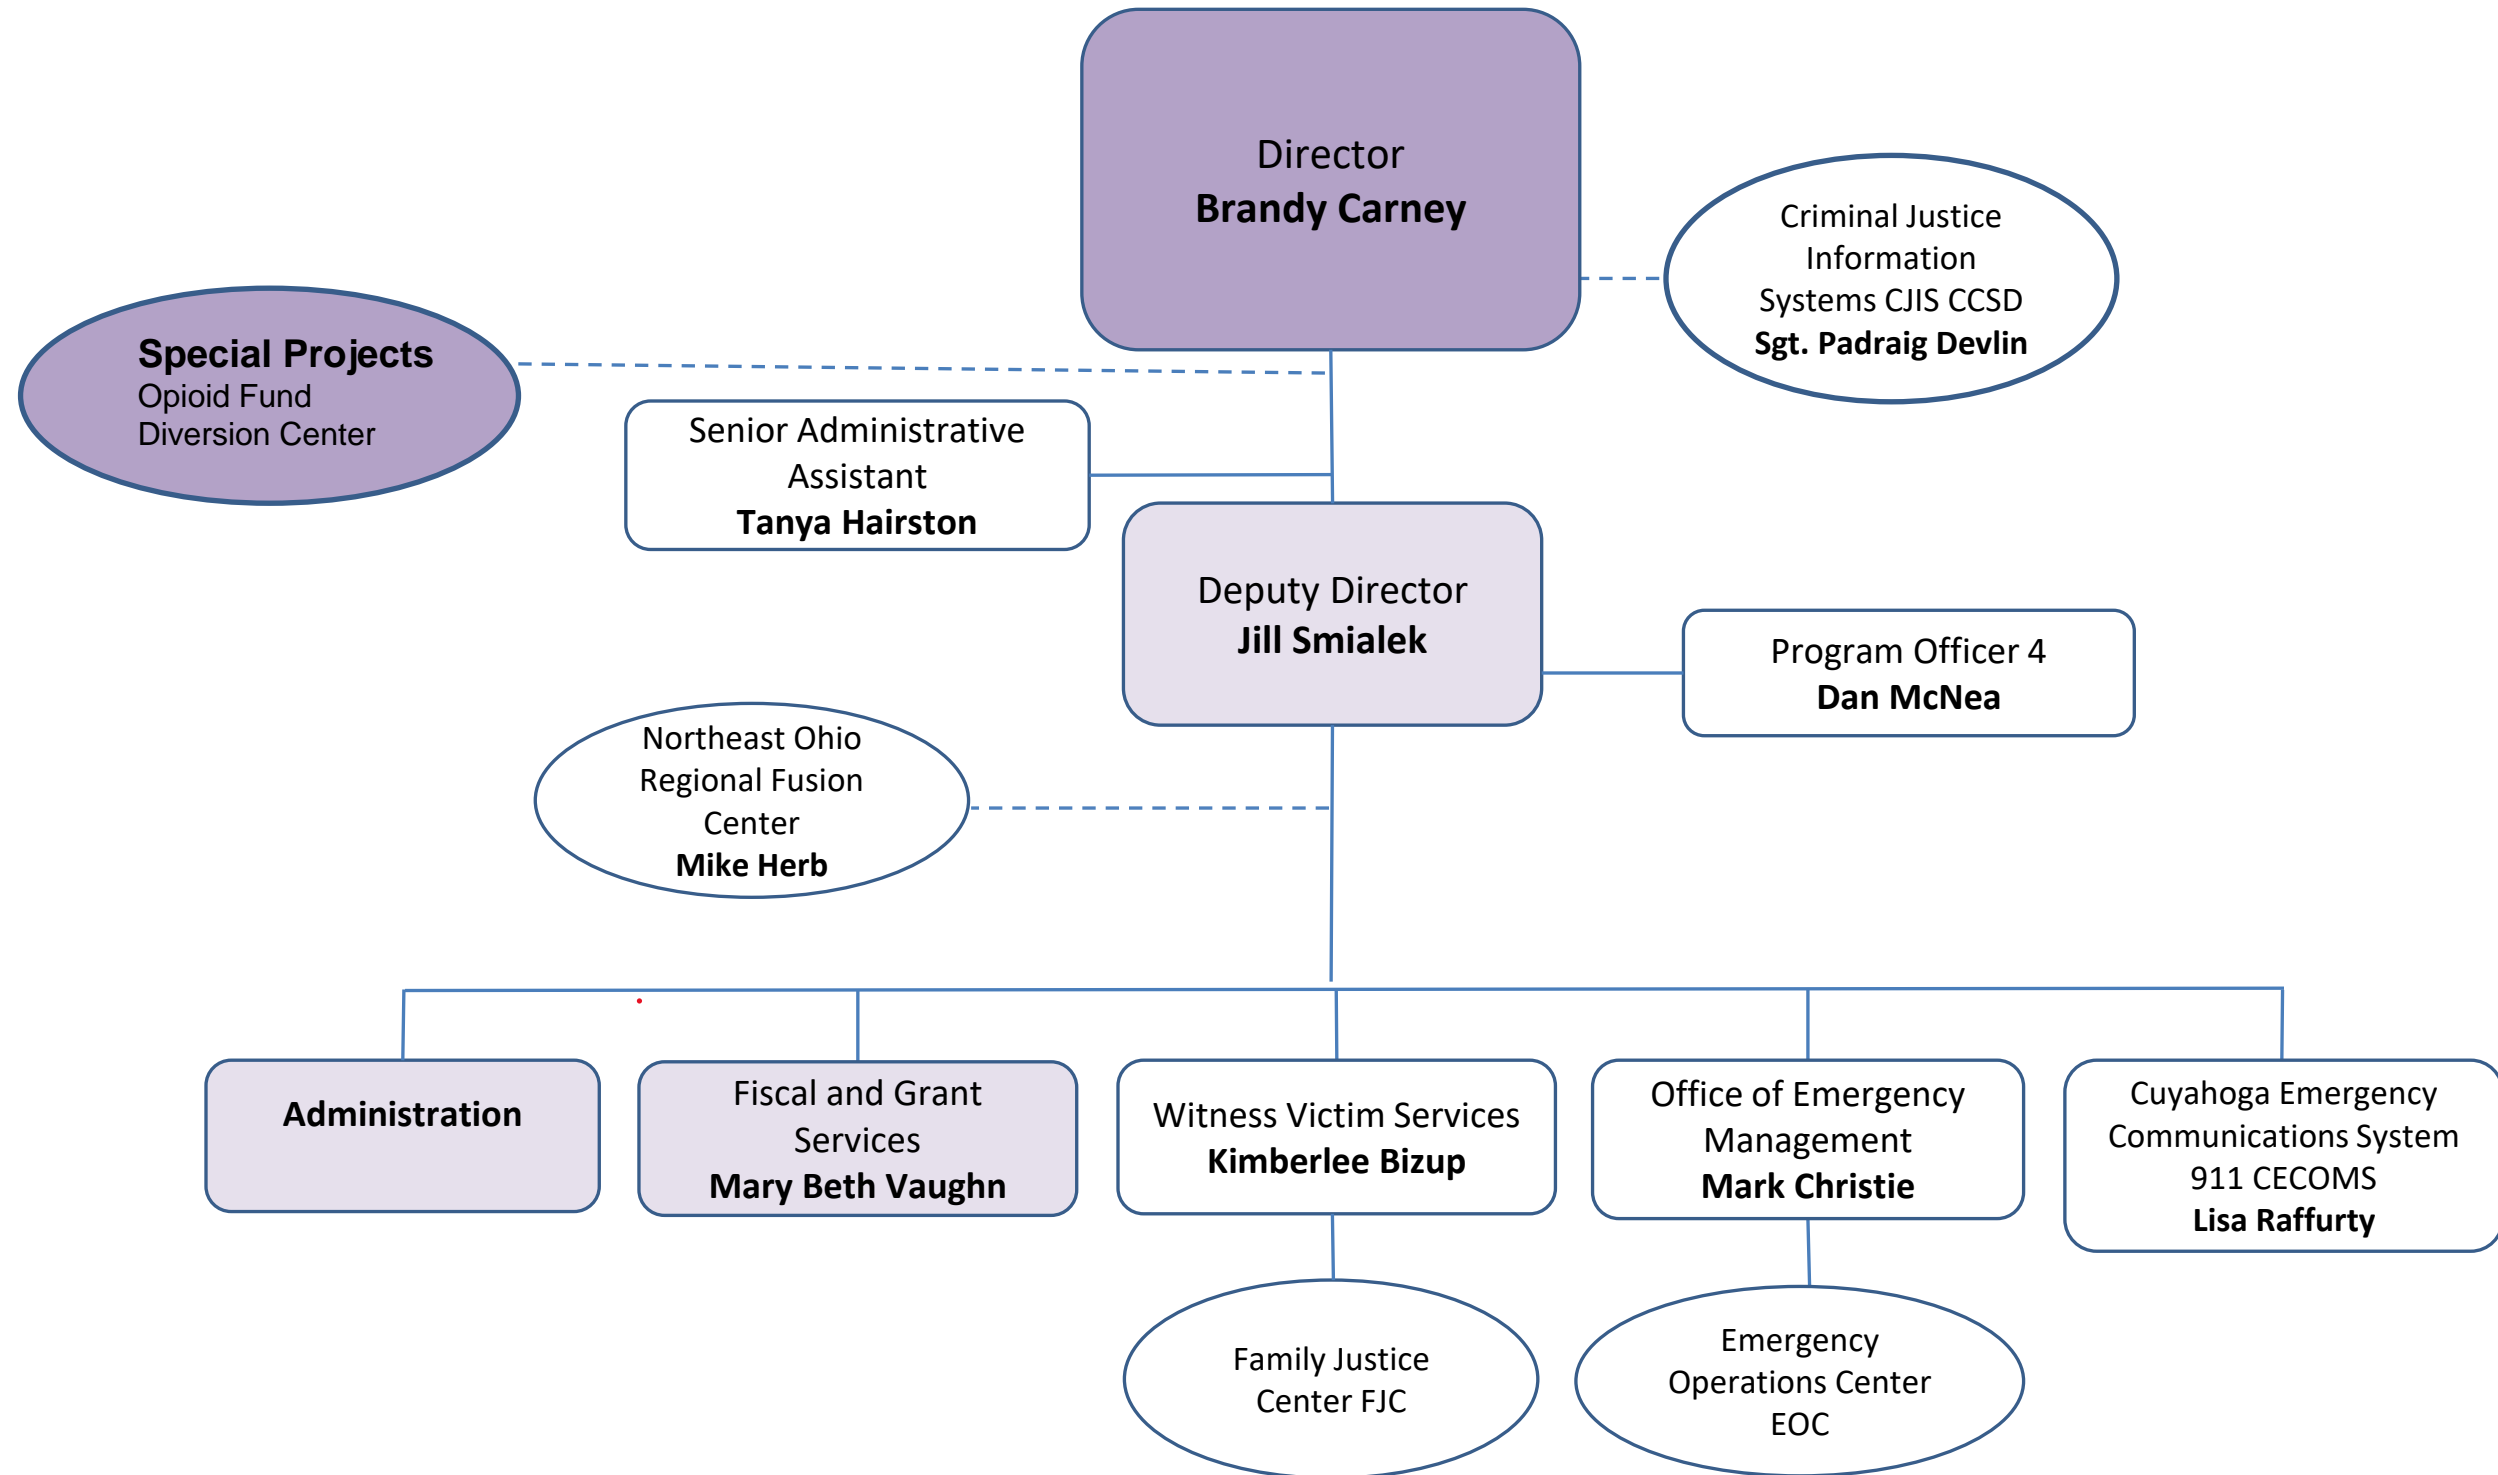 Director
Brandy Carney
Criminal Justice
Information
Systems CJIS CCSD
Sgt. Padraig Devlin
Special Projects
Opioid Fund
Diversion Center
Senior Administrative
Assistant
Tanya Hairston
Deputy Director
Jill Smialek
Program Officer 4
Dan McNea
Northeast Ohio
Regional Fusion
Center
Mike Herb
Administration
Fiscal and Grant
Services
Mary Beth Vaughn
Witness Victim Services
Kimberlee Bizup
Office of Emergency
Management
Mark Christie
Cuyahoga Emergency
Communications System
911 CECOMS
Lisa Raffurty
Family Justice
Center FJC
Emergency
Operations Center
EOC